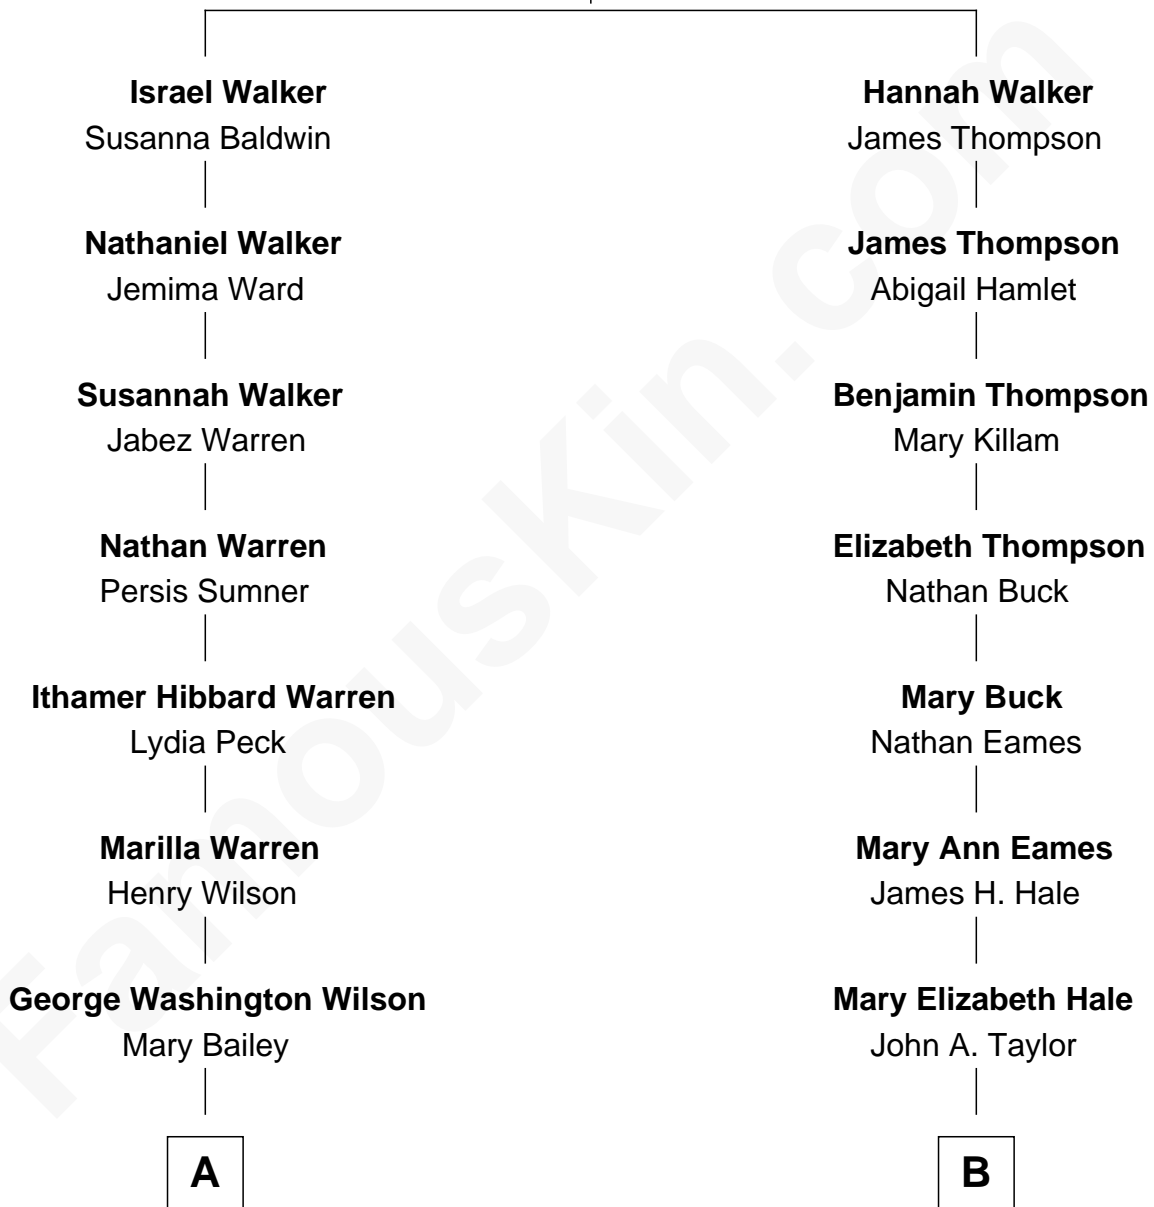 Israel Walker
Susanna Baldwin
Nathaniel Walker
Jemima Ward
Susannah Walker
Jabez Warren
Nathan Warren
Persis Sumner
Ithamer Hibbard Warren
Lydia Peck
Marilla Warren
Henry Wilson
George Washington Wilson
Mary Bailey
A
Hannah Walker
James Thompson
James Thompson
Abigail Hamlet
Benjamin Thompson
Mary Killam
Elizabeth Thompson
Nathan Buck
Mary Buck
Nathan Eames
Mary Ann Eames
James H. Hale
Mary Elizabeth Hale
John A. Taylor
B
FamousKin.com